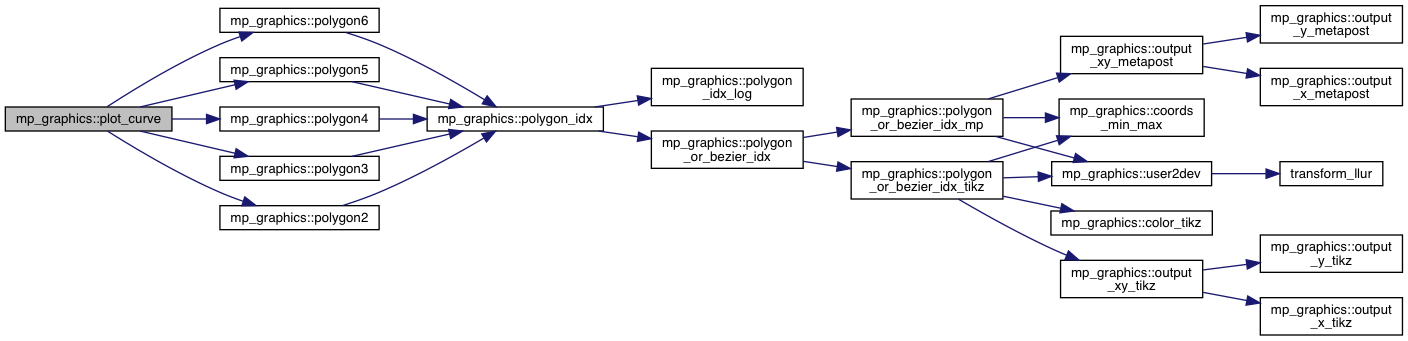 mp_graphics::plot_curve
mp_graphics::polygon6
mp_graphics::polygon5
mp_graphics::polygon4
mp_graphics::polygon3
mp_graphics::polygon2
mp_graphics::polygon_idx
mp_graphics::polygon
_idx_log
mp_graphics::polygon
_or_bezier_idx
mp_graphics::polygon
_or_bezier_idx_mp
mp_graphics::polygon
_or_bezier_idx_tikz
mp_graphics::output
_xy_metapost
mp_graphics::coords
_min_max
mp_graphics::user2dev
mp_graphics::color_tikz
mp_graphics::output
_xy_tikz
mp_graphics::output
_y_metapost
mp_graphics::output
_x_metapost
transform_llur
mp_graphics::output
_y_tikz
mp_graphics::output
_x_tikz